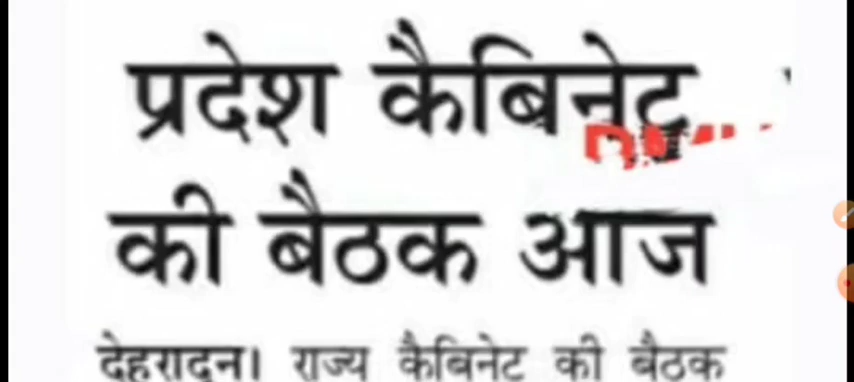 प्रदेश कैबिनेट
की बैठक आज
देहरादून। राज्य कैबिनेट की बैठक